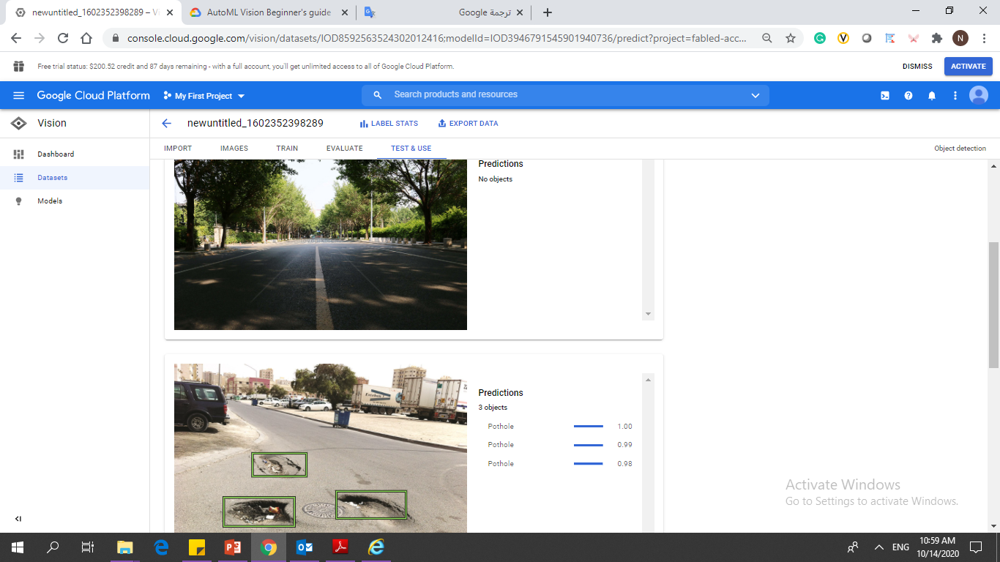 newuntitled_1602352398289 – Vi
AutoML Vision Beginner's guide
ترجمة Google
console.cloud.google.com/vision/datasets/IOD8592563524302012416:modelId=IOD3946791545901940736/predict?project=fabled-acc...
N
Free trial status: $200.52 credit and 87 days remaining - with a full account, you'll get unlimited access to all of Google Cloud Platform.
DISMISS
ACTIVATE
Google Cloud Platform
My First Project
Search products and resources
Vision
newuntitled_1602352398289
LABEL STATS
EXPORT DATA
Dashboard
Datasets
Models
IMPORT
IMAGES
TRAIN
EVALUATE
TEST & USE
Object detection
Predictions
No objects
Predictions
3 objects
Pothole 1.00
Pothole 0.99
Pothole 0.98
Activate Windows
Go to Settings to activate Windows.
ENG
10:59 AM
10/14/2020